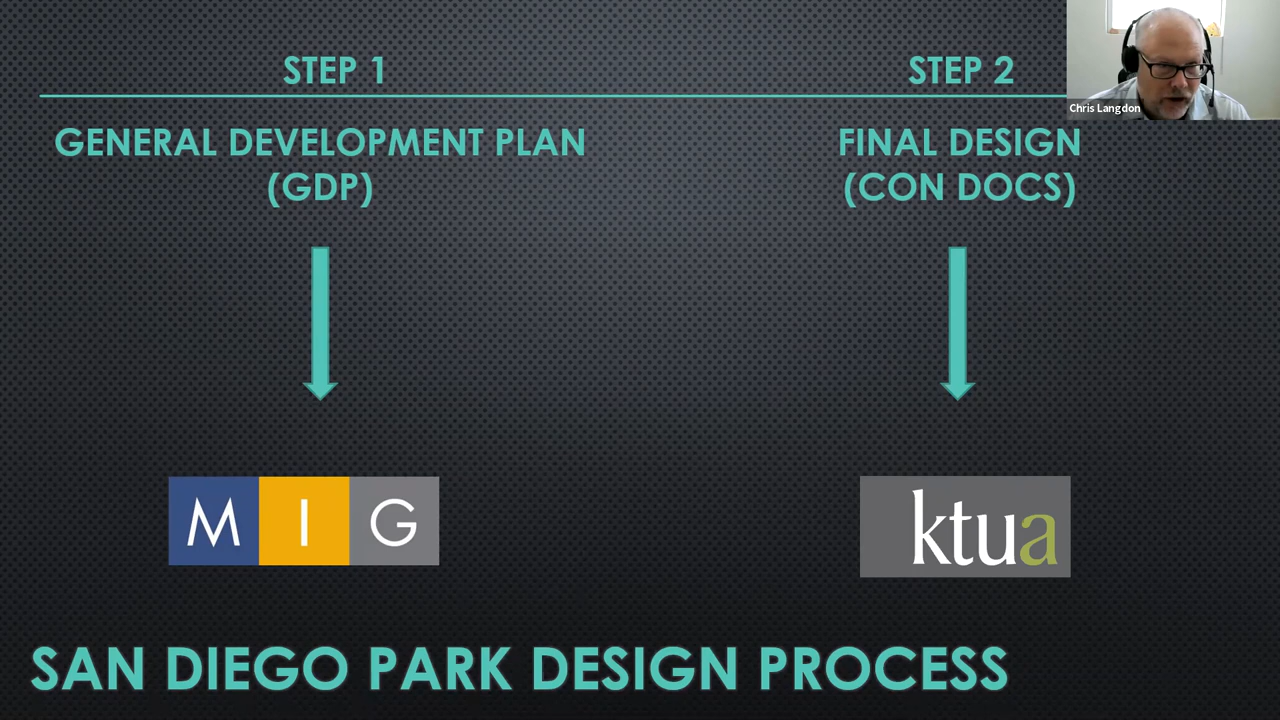 STEP 1
STEP 2
Chris Langdon
GENERAL DEVELOPMENT PLAN
(GDP)
FINAL DESIGN
(CON DOCS)
MIG
ktua
SAN DIEGO PARK DESIGN PROCESS